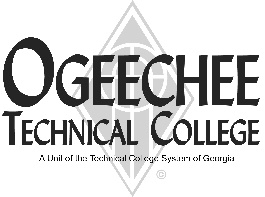 OGEECHEE
TECHNICAL COLLEGE
A Unit of the Technical College System of Georgia
©